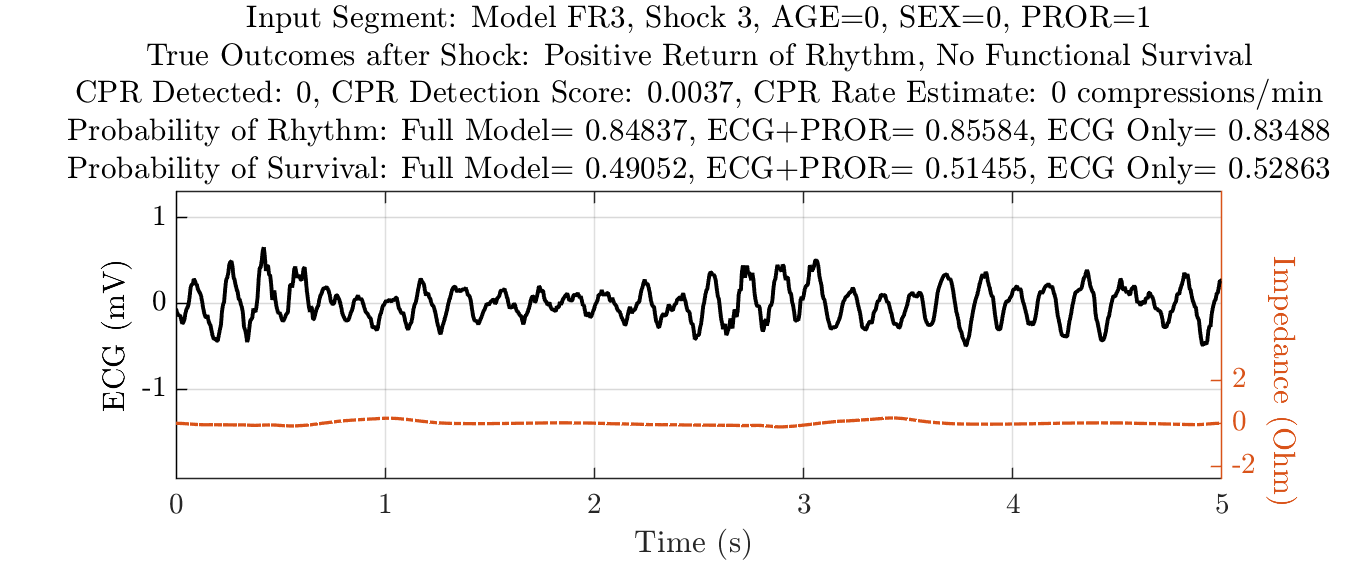 Input Segment: Model FR3, Shock 3, AGE=0, SEX=0, PROR=1
True Outcomes after Shock: Positive Return of Rhythm, No Functional Survival
CPR Detected: 0, CPR Detection Score: 0.0037, CPR Rate Estimate: 0 compressions/min
Probability of Rhythm: Full Model= 0.84837, ECG+PROR= 0.85584, ECG Only= 0.83488
Probability of Survival: Full Model= 0.49052, ECG+PROR= 0.51455, ECG Only= 0.52863
ECG (mV)
1
0
-1
2
0
-2
Impedance (Ohm)
0 1 2 3 4 5
Time (s)